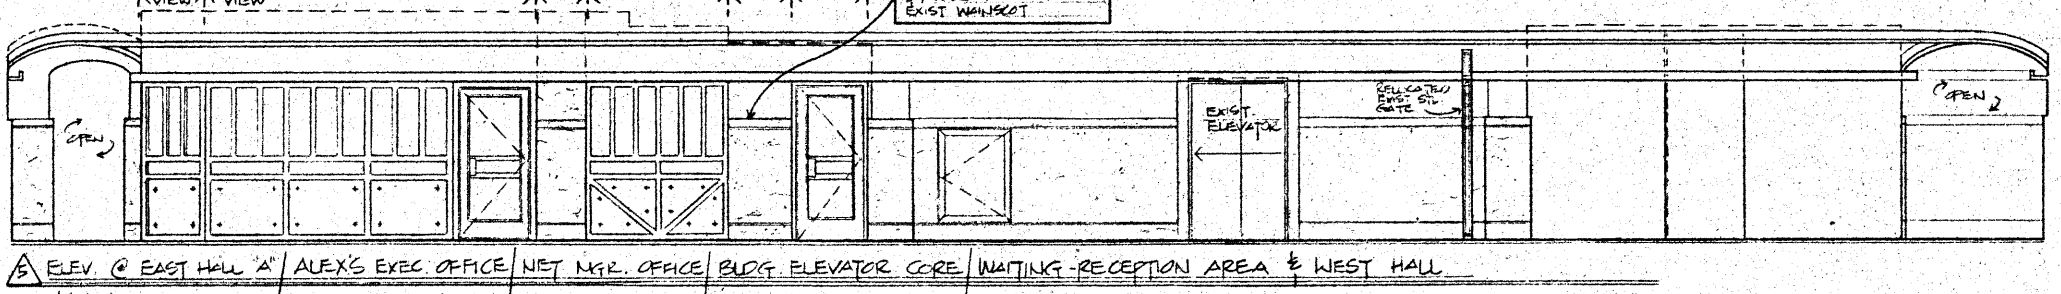 VIEW VIEW
EXIST WAINSCOT
OPEN
EXIST.
ELEVATOR
RELOCATED
EXIST STL
GATE
OPEN
5 ELEV. @ EAST HALL "A" / ALEX'S EXEC. OFFICE / NET MGR. OFFICE / BLDG ELEVATOR CORE / WAITING-RECEPTION AREA & WEST HALL